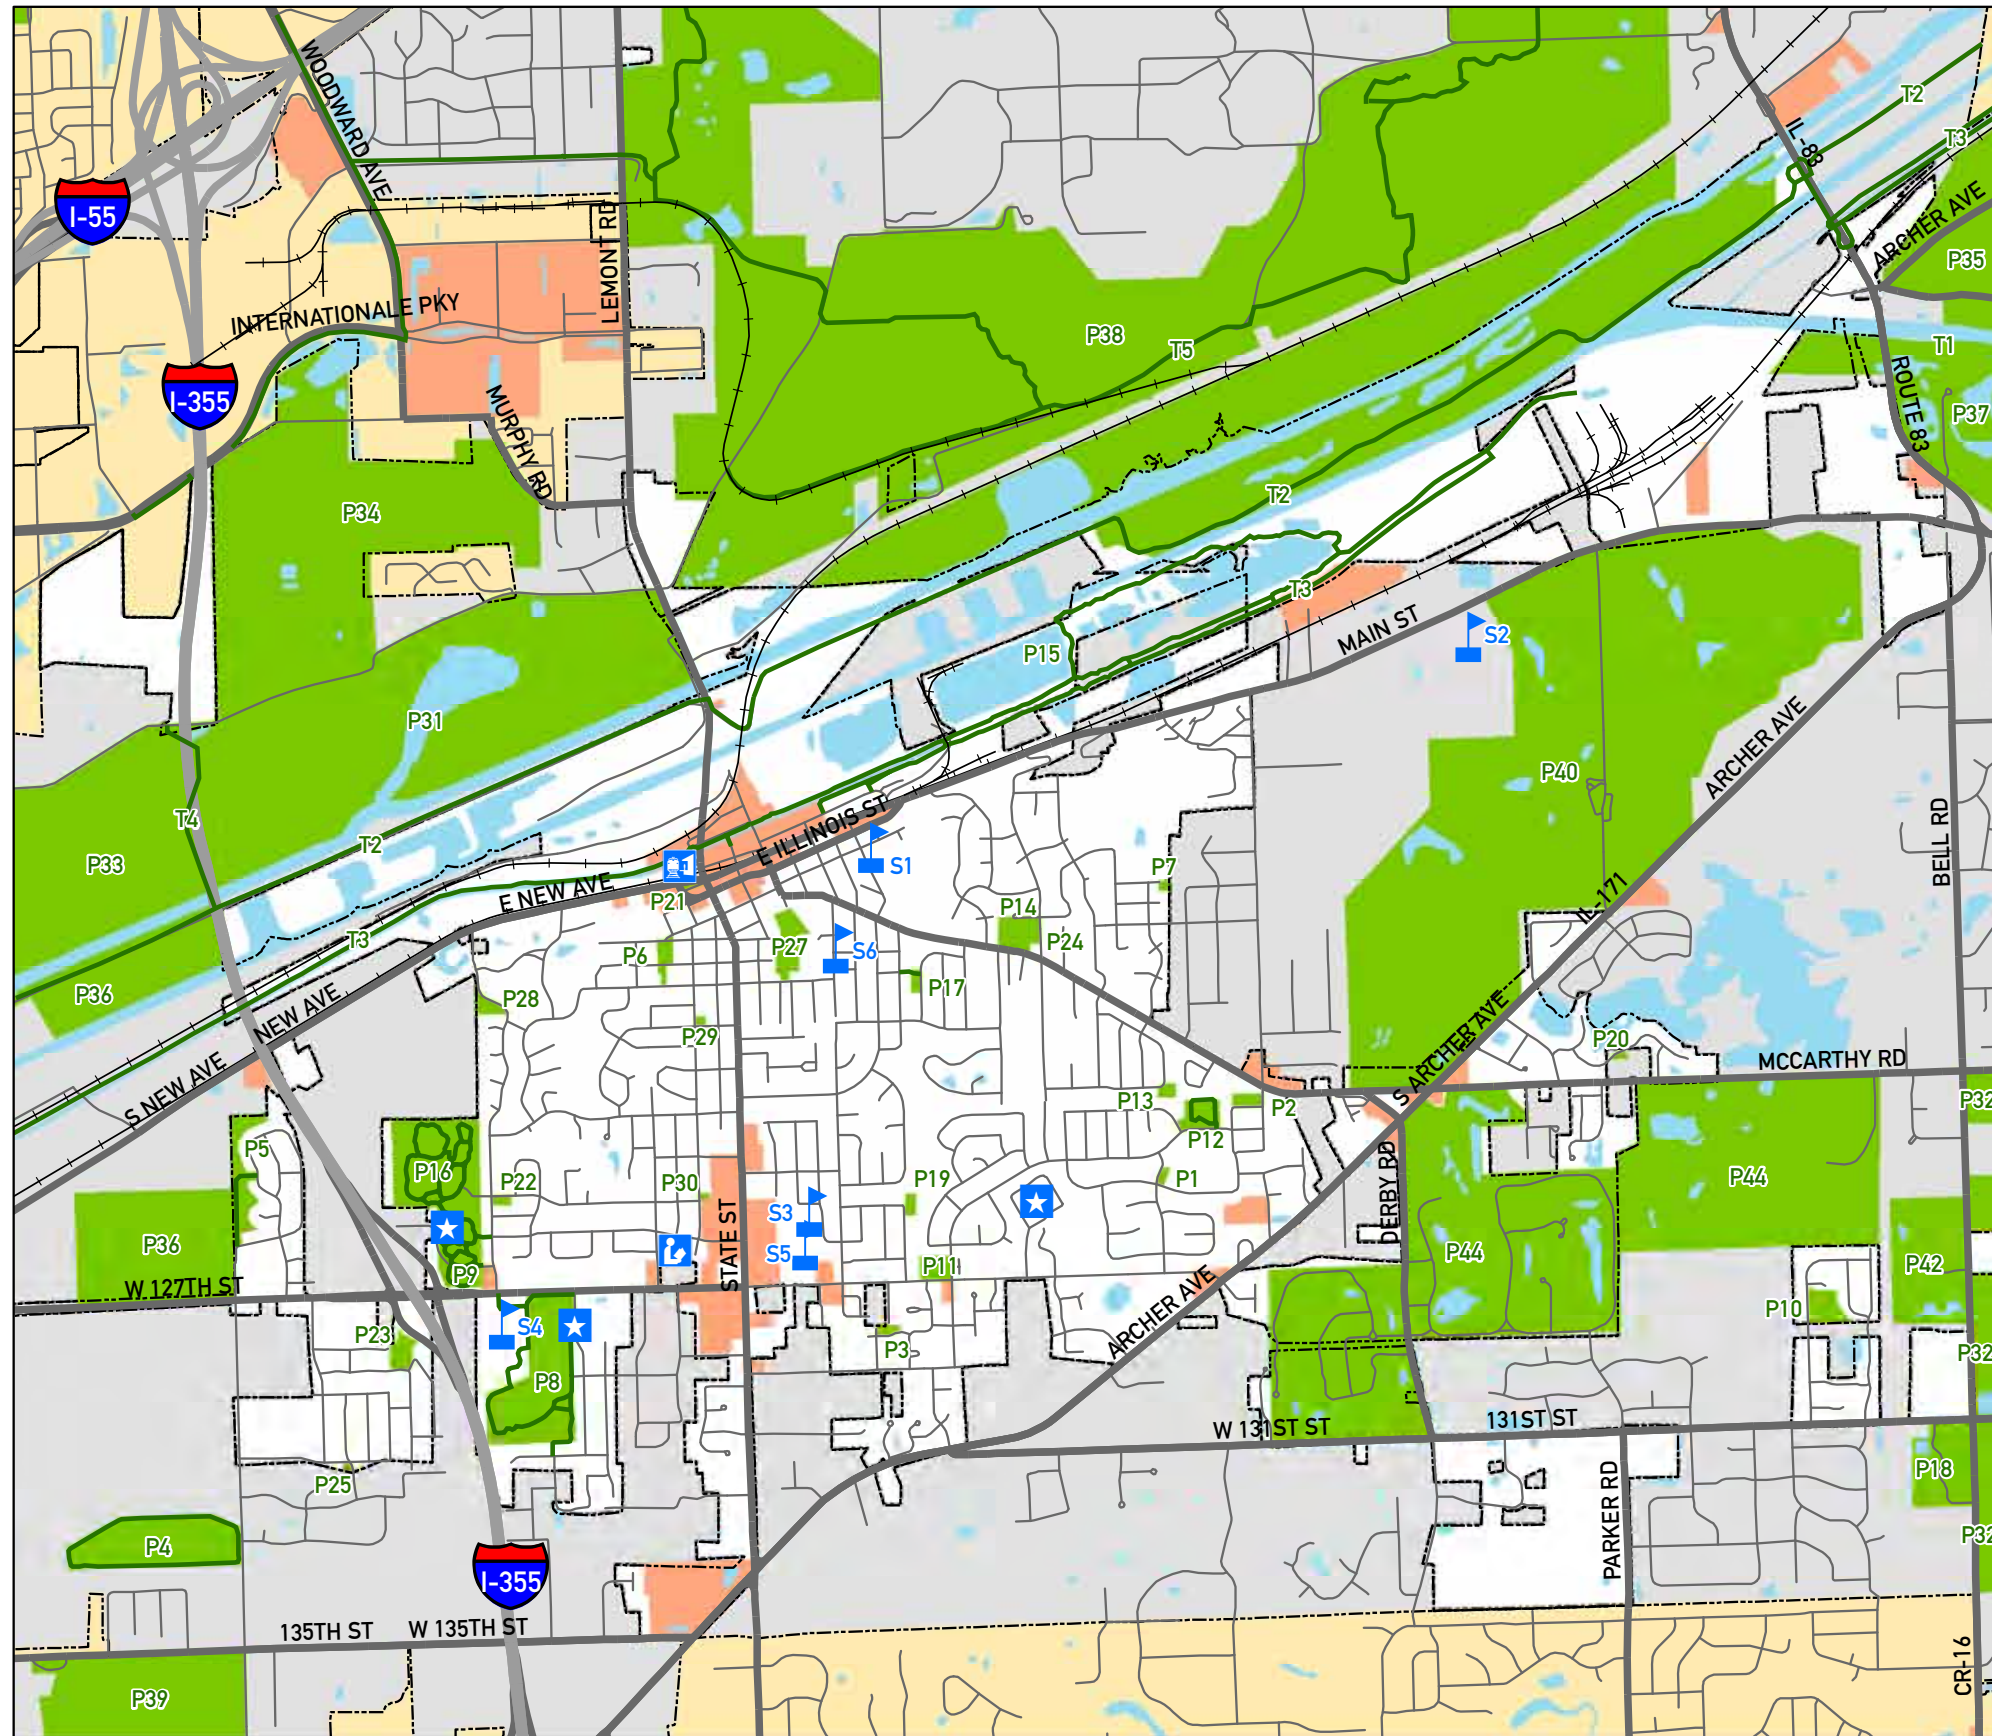 WOODWARD AVE
T2
IL-83
T3
I-55
LEMONT RD
ARCHER AVE
P35
INTERNATIONALE PKY
P38
T5
T1
I-355
MURPHY RD
ROUTE 83
P37
P34
T2
T3
MAIN ST
S2
P15
P31
ARCHER AVE
P40
T4
T2
E ILLINOIS ST
BELL RD
P33
S1
P7
E NEW AVE
P21
IL-171
P14
T3
P6
P27
S6
P24
P36
P28
P17
NEW AVE
P29
S ARCHER AVE
P20
MCCARTHY RD
S NEW AVE
P13
P2
P32
P5
P12
P16
P22
P30
P19
P1
DERBY RD
P44
S3
STATE ST
P36
S5
P44
P11
P9
P42
W 127TH ST
P10
S4
P23
P3
ARCHER AVE
P32
P8
131ST ST
W 131ST ST
P25
P18
PARKER RD
P4
P32
I-355
135TH ST
W 135TH ST
CR-16
P39